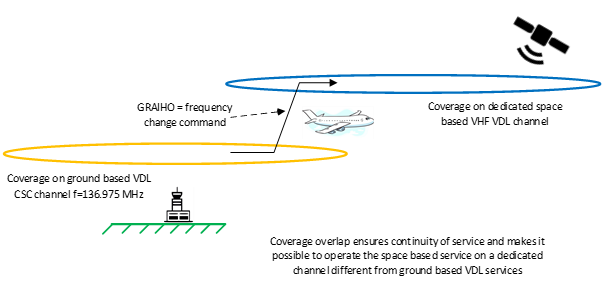 GRAIHO = frequency
change command
Coverage on dedicated space
based VHF VDL channel
Coverage on ground based VDL
CSC channel f=136.975 MHz
Coverage overlap ensures continuity of service and makes it
possible to operate the space based service on a dedicated
channel different from ground based VDL services